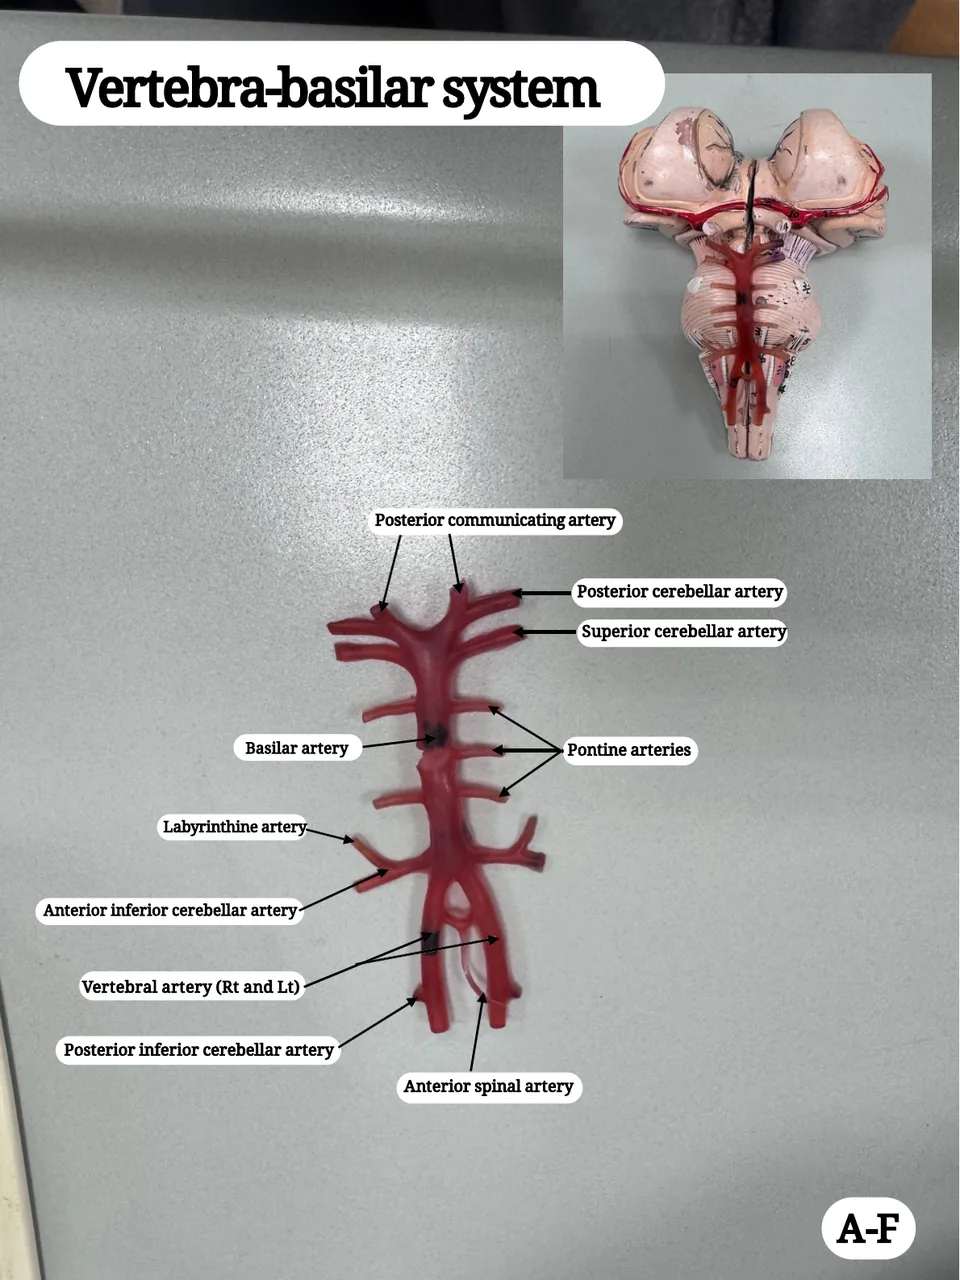 Vertebra-basilar system
Posterior communicating artery
Posterior cerebellar artery
Superior cerebellar artery
Basilar artery
Pontine arteries
Labyrinthine artery
Anterior inferior cerebellar artery
Vertebral artery (Rt and Lt)
Posterior inferior cerebellar artery
Anterior spinal artery
A-F